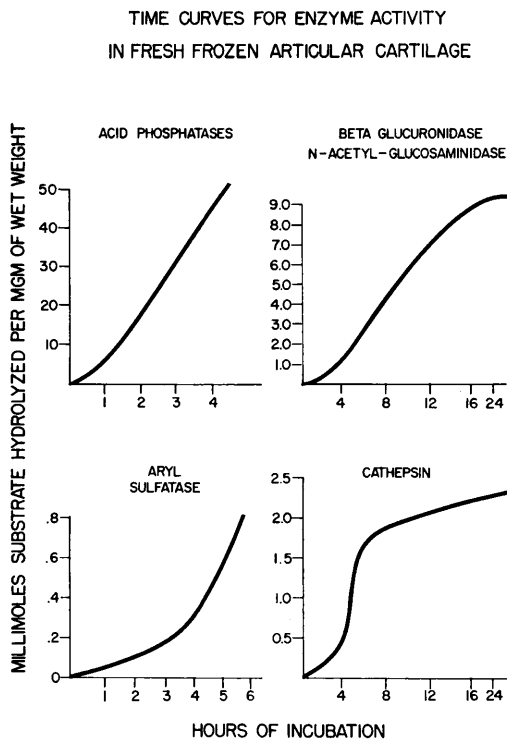 TIME CURVES FOR ENZYME ACTIVITY
IN FRESH FROZEN ARTICULAR CARTILAGE
MILLIMOLES SUBSTRATE HYDROLYZED PER MGM OF WET WEIGHT
ACID PHOSPHATASES
50
40
30
20
10
1 2 3 4
BETA GLUCURONIDASE
N-ACETYL-GLUCOSAMINIDASE
9.0
8.0
7.0
6.0
5.0
4.0
3.0
2.0
1.0
4 8 12 16 24
ARYL
SULFATASE
.8
.6
.4
.2
0
1 2 3 4 5 6
CATHEPSIN
2.5
2.0
1.5
1.0
0.5
4 8 12 16 24
HOURS OF INCUBATION